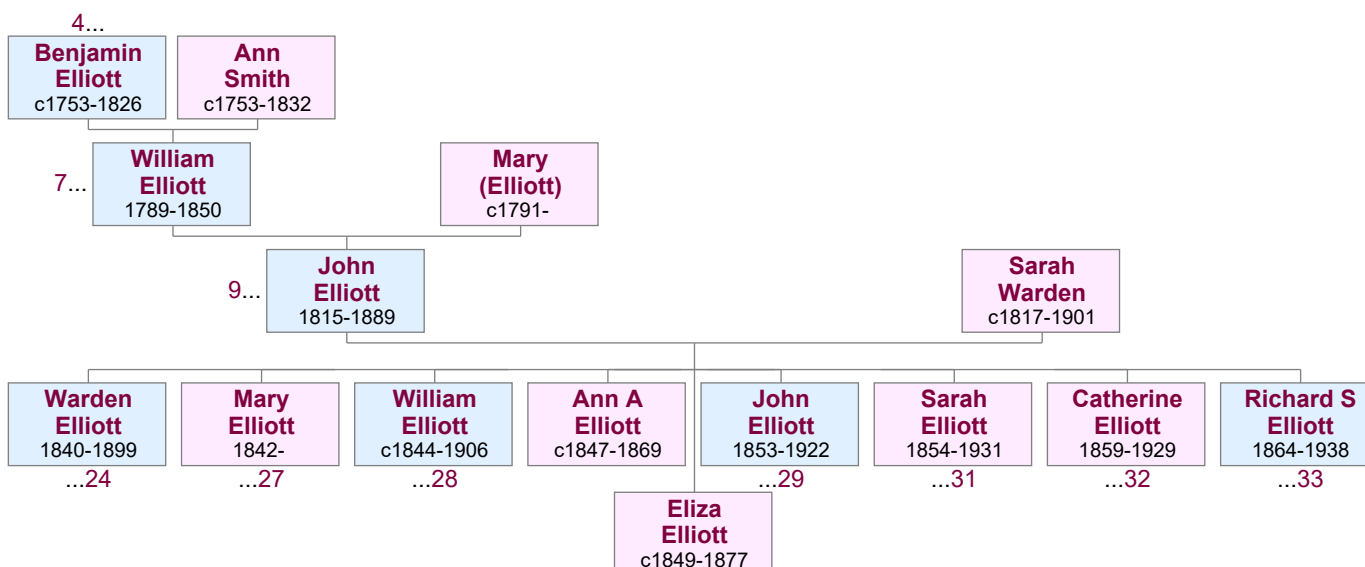 4...
Benjamin
Elliott
c1753-1826
Ann
Smith
c1753-1832
7...
William
Elliott
1789-1850
Mary
(Elliott)
c1791-
9...
John
Elliott
1815-1889
Sarah
Warden
c1817-1901
Warden
Elliott
1840-1899
...24
Mary
Elliott
1842-
...27
William
Elliott
c1844-1906
...28
Ann A
Elliott
c1847-1869
John
Elliott
1853-1922
...29
Sarah
Elliott
1854-1931
...31
Catherine
Elliott
1859-1929
...32
Richard S
Elliott
1864-1938
...33
Eliza
Elliott
c1849-1877